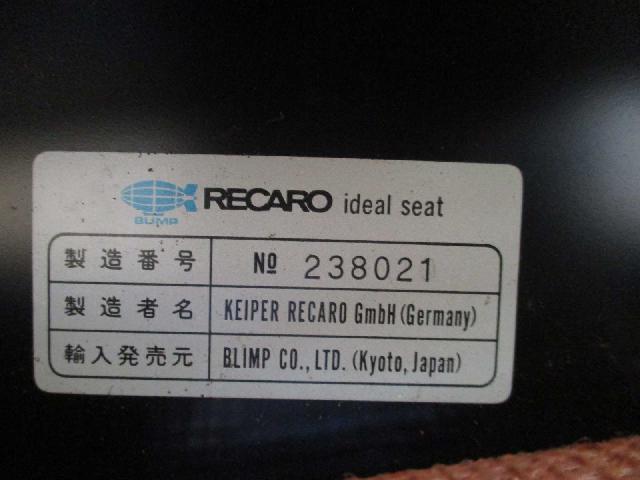 BLIMP RECARO ideal seat
製造番号 No 238021
製造者名 KEIPER RECARO GmbH (Germany)
輸入発売元 BLIMP CO., LTD. (Kyoto, Japan)